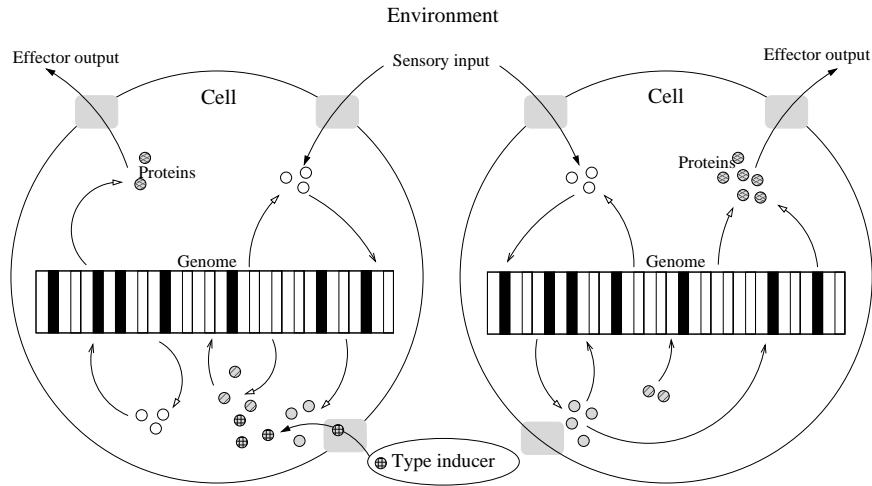 Environment
Effector output
Sensory input
Effector output
Cell
Cell
Proteins
Proteins
Genome
Genome
Type inducer